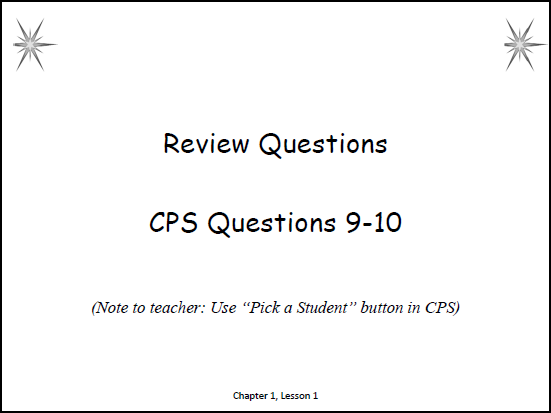 Review Questions
CPS Questions 9-10
(Note to teacher: Use “Pick a Student” button in CPS)
Chapter 1, Lesson 1